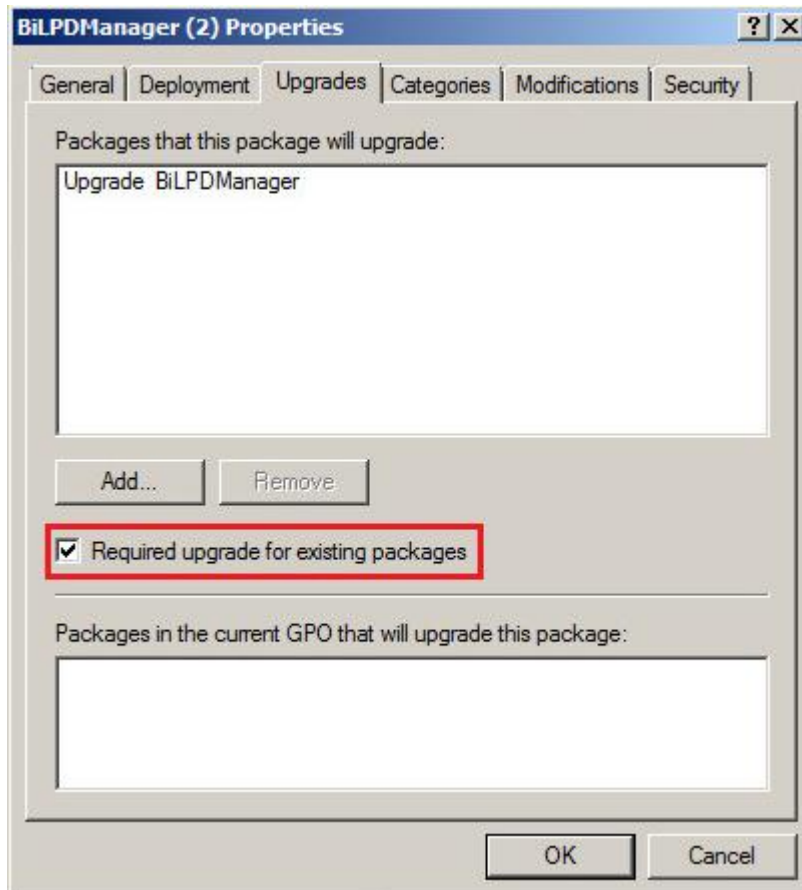 BiLPDManager (2) Properties
General Deployment Upgrades Categories Modifications Security
Packages that this package will upgrade:
Upgrade BiLPDManager
Add... Remove
Required upgrade for existing packages
Packages in the current GPO that will upgrade this package:
OK Cancel